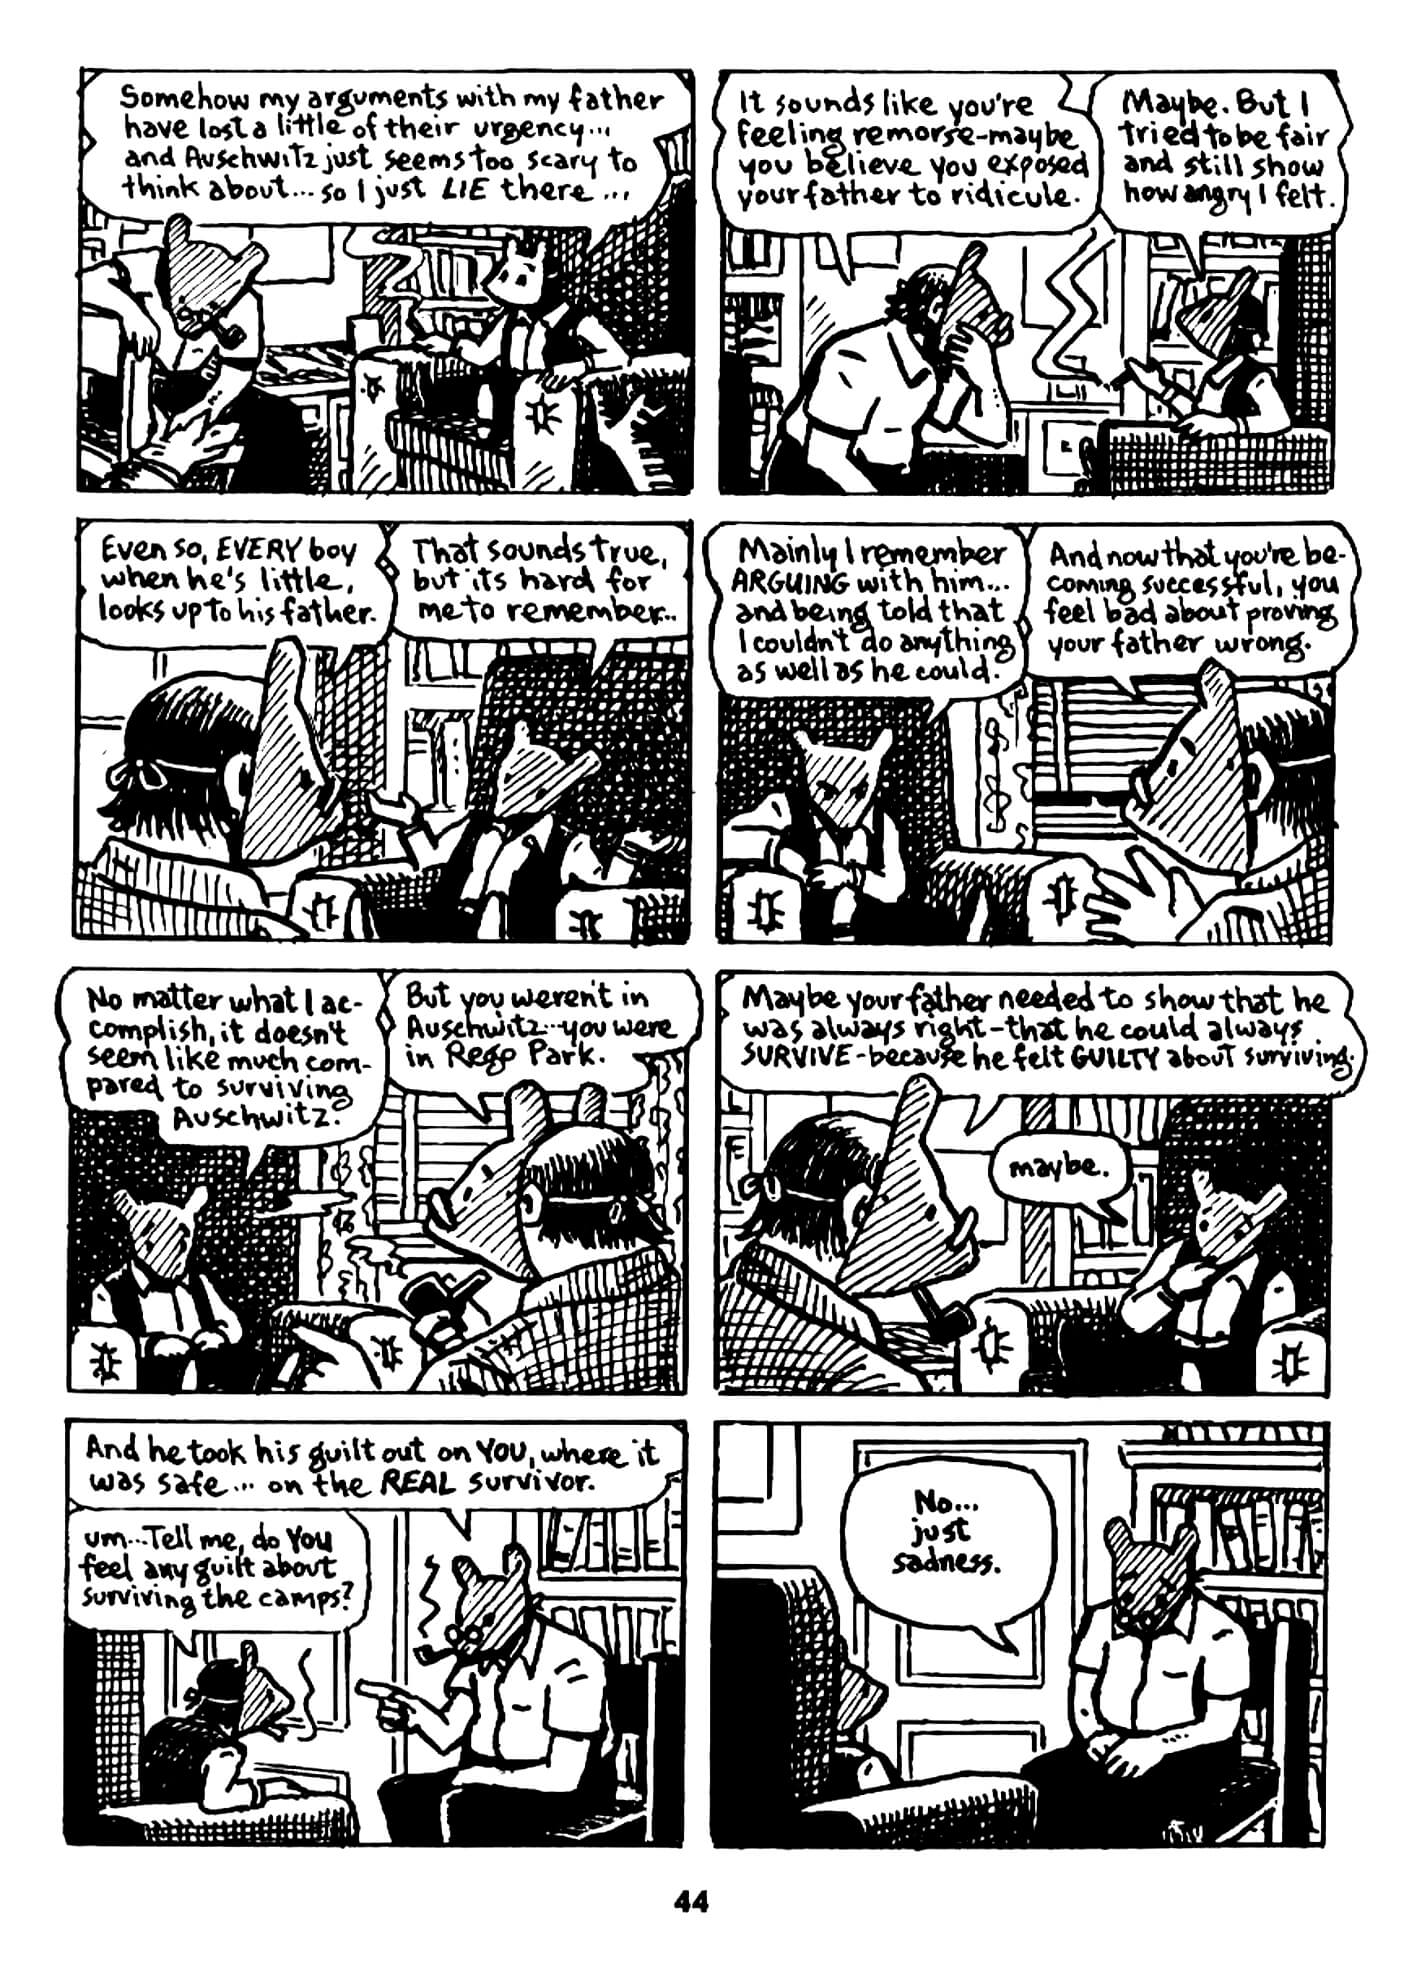 Somehow my arguments with my father
have lost a little of their urgency...
and Auschwitz just seems too scary to
think about... so I just LIE there...
It sounds like you're
feeling remorse-maybe
you believe you exposed
your father to ridicule.
Maybe. But I
tried to be fair
and still show
how angry I felt.
Even so, EVERY boy
when he's little,
looks up to his father.
That sounds true,
but it's hard for
me to remember...
Mainly I remember
ARGUING with him...
and being told that
I couldn't do anything
as well as he could.
And now that you're be-
coming successful, you
feel bad about proving
your father wrong.
No matter what I ac-
complish, it doesn't
seem like much com-
pared to surviving
Auschwitz.
But you weren't in
Auschwitz...you were
in Rego Park.
Maybe your father needed to show that he
was always right-that he could always
SURVIVE-because he felt GUILTY about surviving.
maybe.
And he took his guilt out on YOU, where it
was safe... on the REAL survivor.
um...Tell me, do YOU
feel any guilt about
surviving the camps?
No...
just
sadness.
44